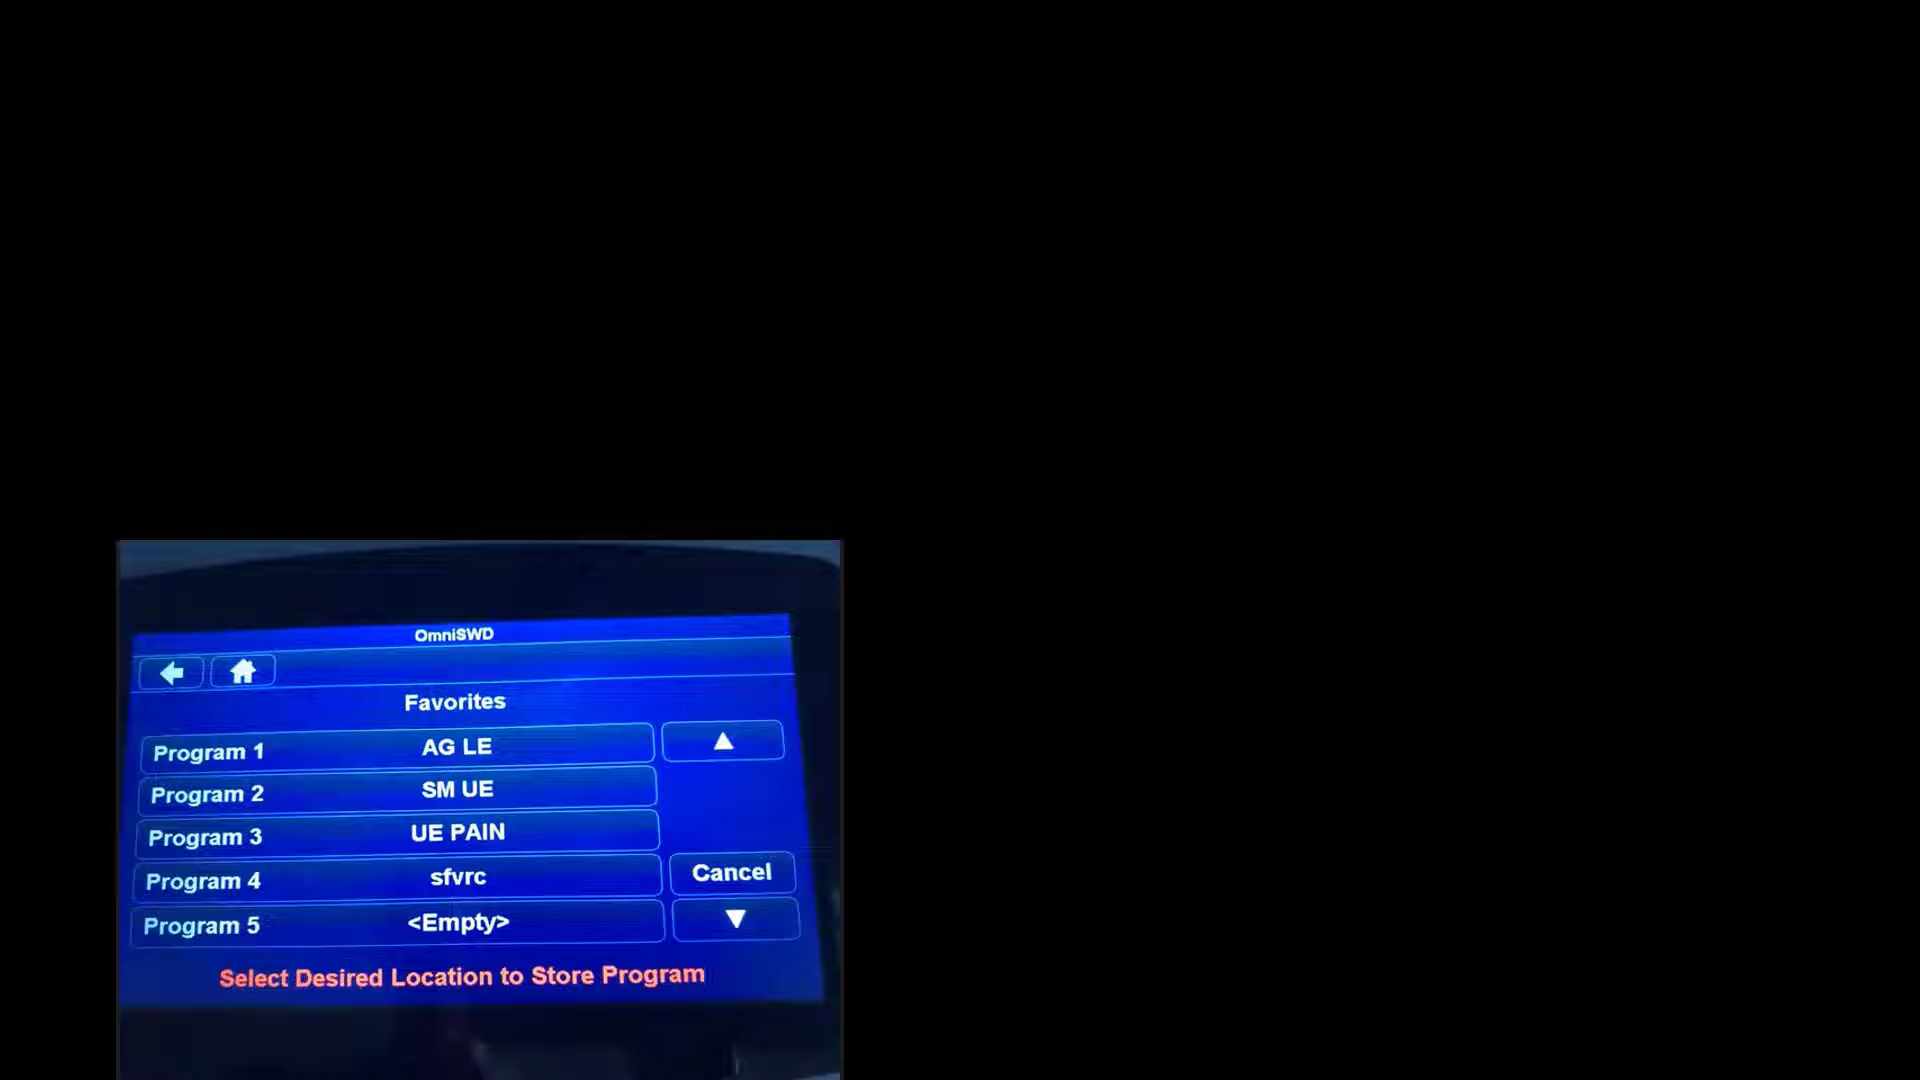 OmniSWD
Favorites
Program 1 AG LE
Program 2 SM UE
Program 3 UE PAIN
Program 4 sfvrc
Cancel
Program 5 <Empty>
Select Desired Location to Store Program